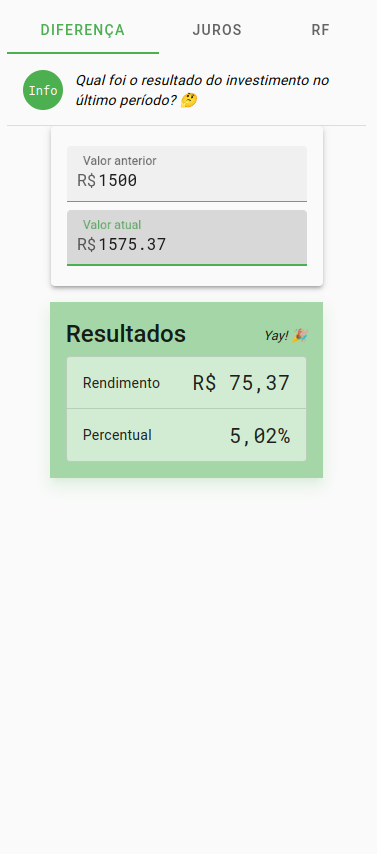 DIFERENÇA JUROS RF
Info
Qual foi o resultado do investimento no
último período? 🤔
Valor anterior
R$ 1500
Valor atual
R$ 1575.37
Resultados Yay! 🎉
Rendimento R$ 75,37
Percentual 5,02%